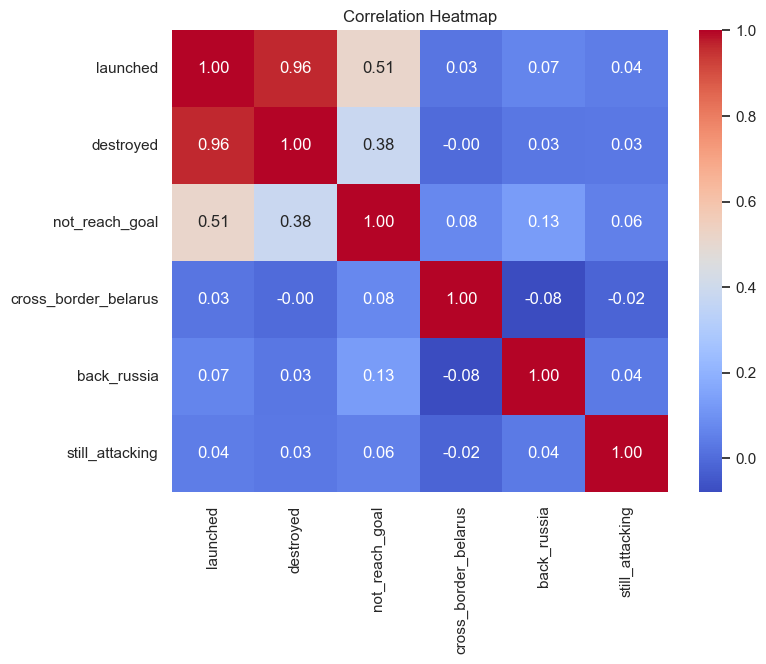 Correlation Heatmap
launched 1.00 0.96 0.51 0.03 0.07 0.04
destroyed 0.96 1.00 0.38 -0.00 0.03 0.03
not_reach_goal 0.51 0.38 1.00 0.08 0.13 0.06
cross_border_belarus 0.03 -0.00 0.08 1.00 -0.08 -0.02
back_russia 0.07 0.03 0.13 -0.08 1.00 0.04
still_attacking 0.04 0.03 0.06 -0.02 0.04 1.00
launched
destroyed
not_reach_goal
cross_border_belarus
back_russia
still_attacking
1.0
0.8
0.6
0.4
0.2
0.0